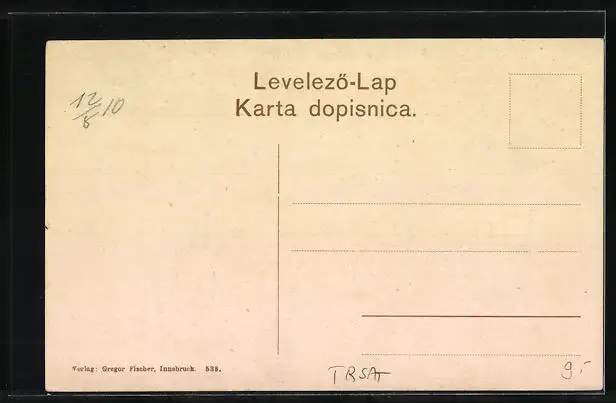 Levelező-Lap
Karta dopisnica.
12/8 10
Verlag: Gregor Fischer, Innsbruck. 538.
TRSAT
9.-